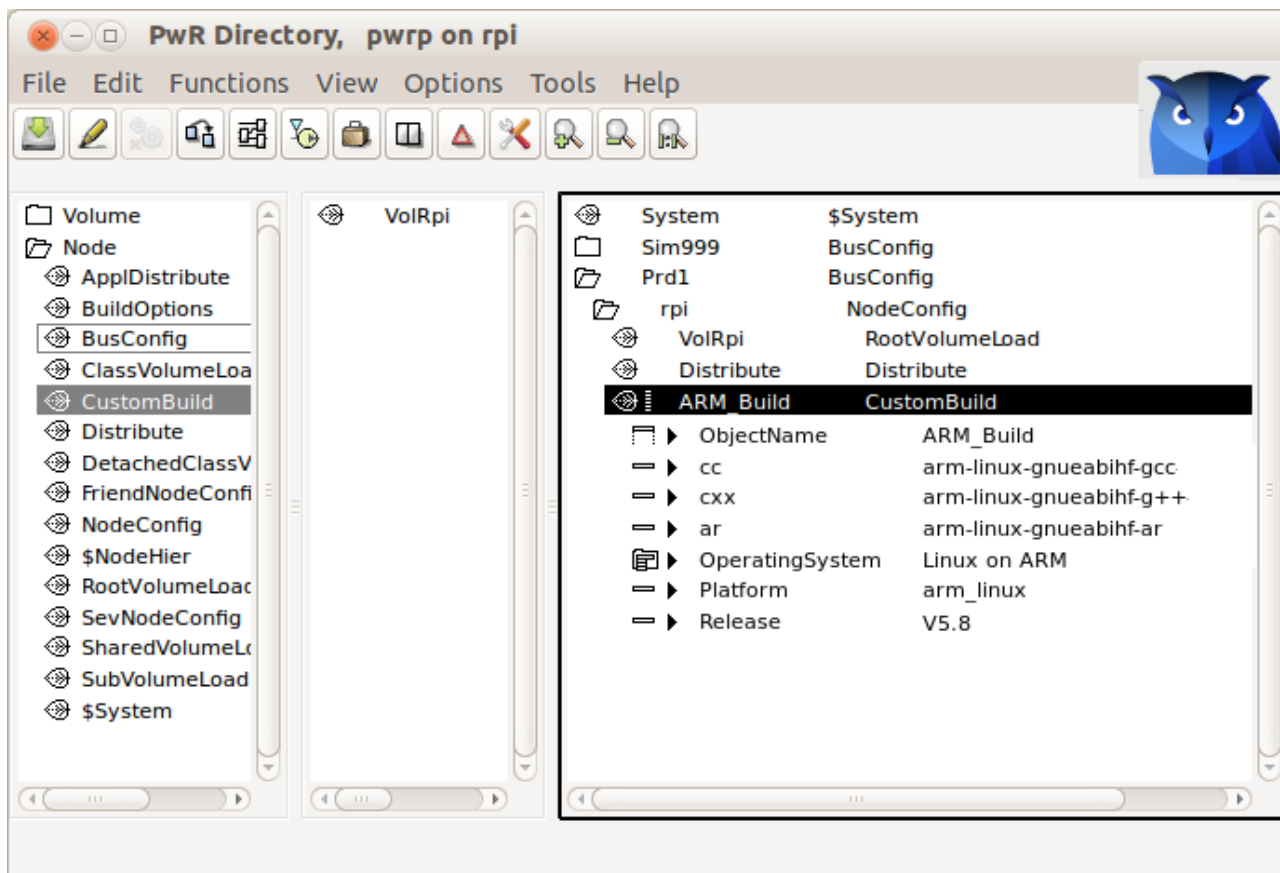 PwR Directory, pwrp on rpi
File Edit Functions View Options Tools Help
Volume
Node
ApplDistribute
BuildOptions
BusConfig
ClassVolumeLoa
CustomBuild
Distribute
DetachedClassV
FriendNodeConfi
NodeConfig
$NodeHier
RootVolumeLoad
SevNodeConfig
SharedVolumeLo
SubVolumeLoad
$System
VolRpi
System $System
Sim999 BusConfig
Prd1 BusConfig
rpi NodeConfig
VolRpi RootVolumeLoad
Distribute Distribute
ARM_Build CustomBuild
ObjectName ARM_Build
cc arm-linux-gnueabihf-gcc
cxx arm-linux-gnueabihf-g++
ar arm-linux-gnueabihf-ar
OperatingSystem Linux on ARM
Platform arm_linux
Release V5.8